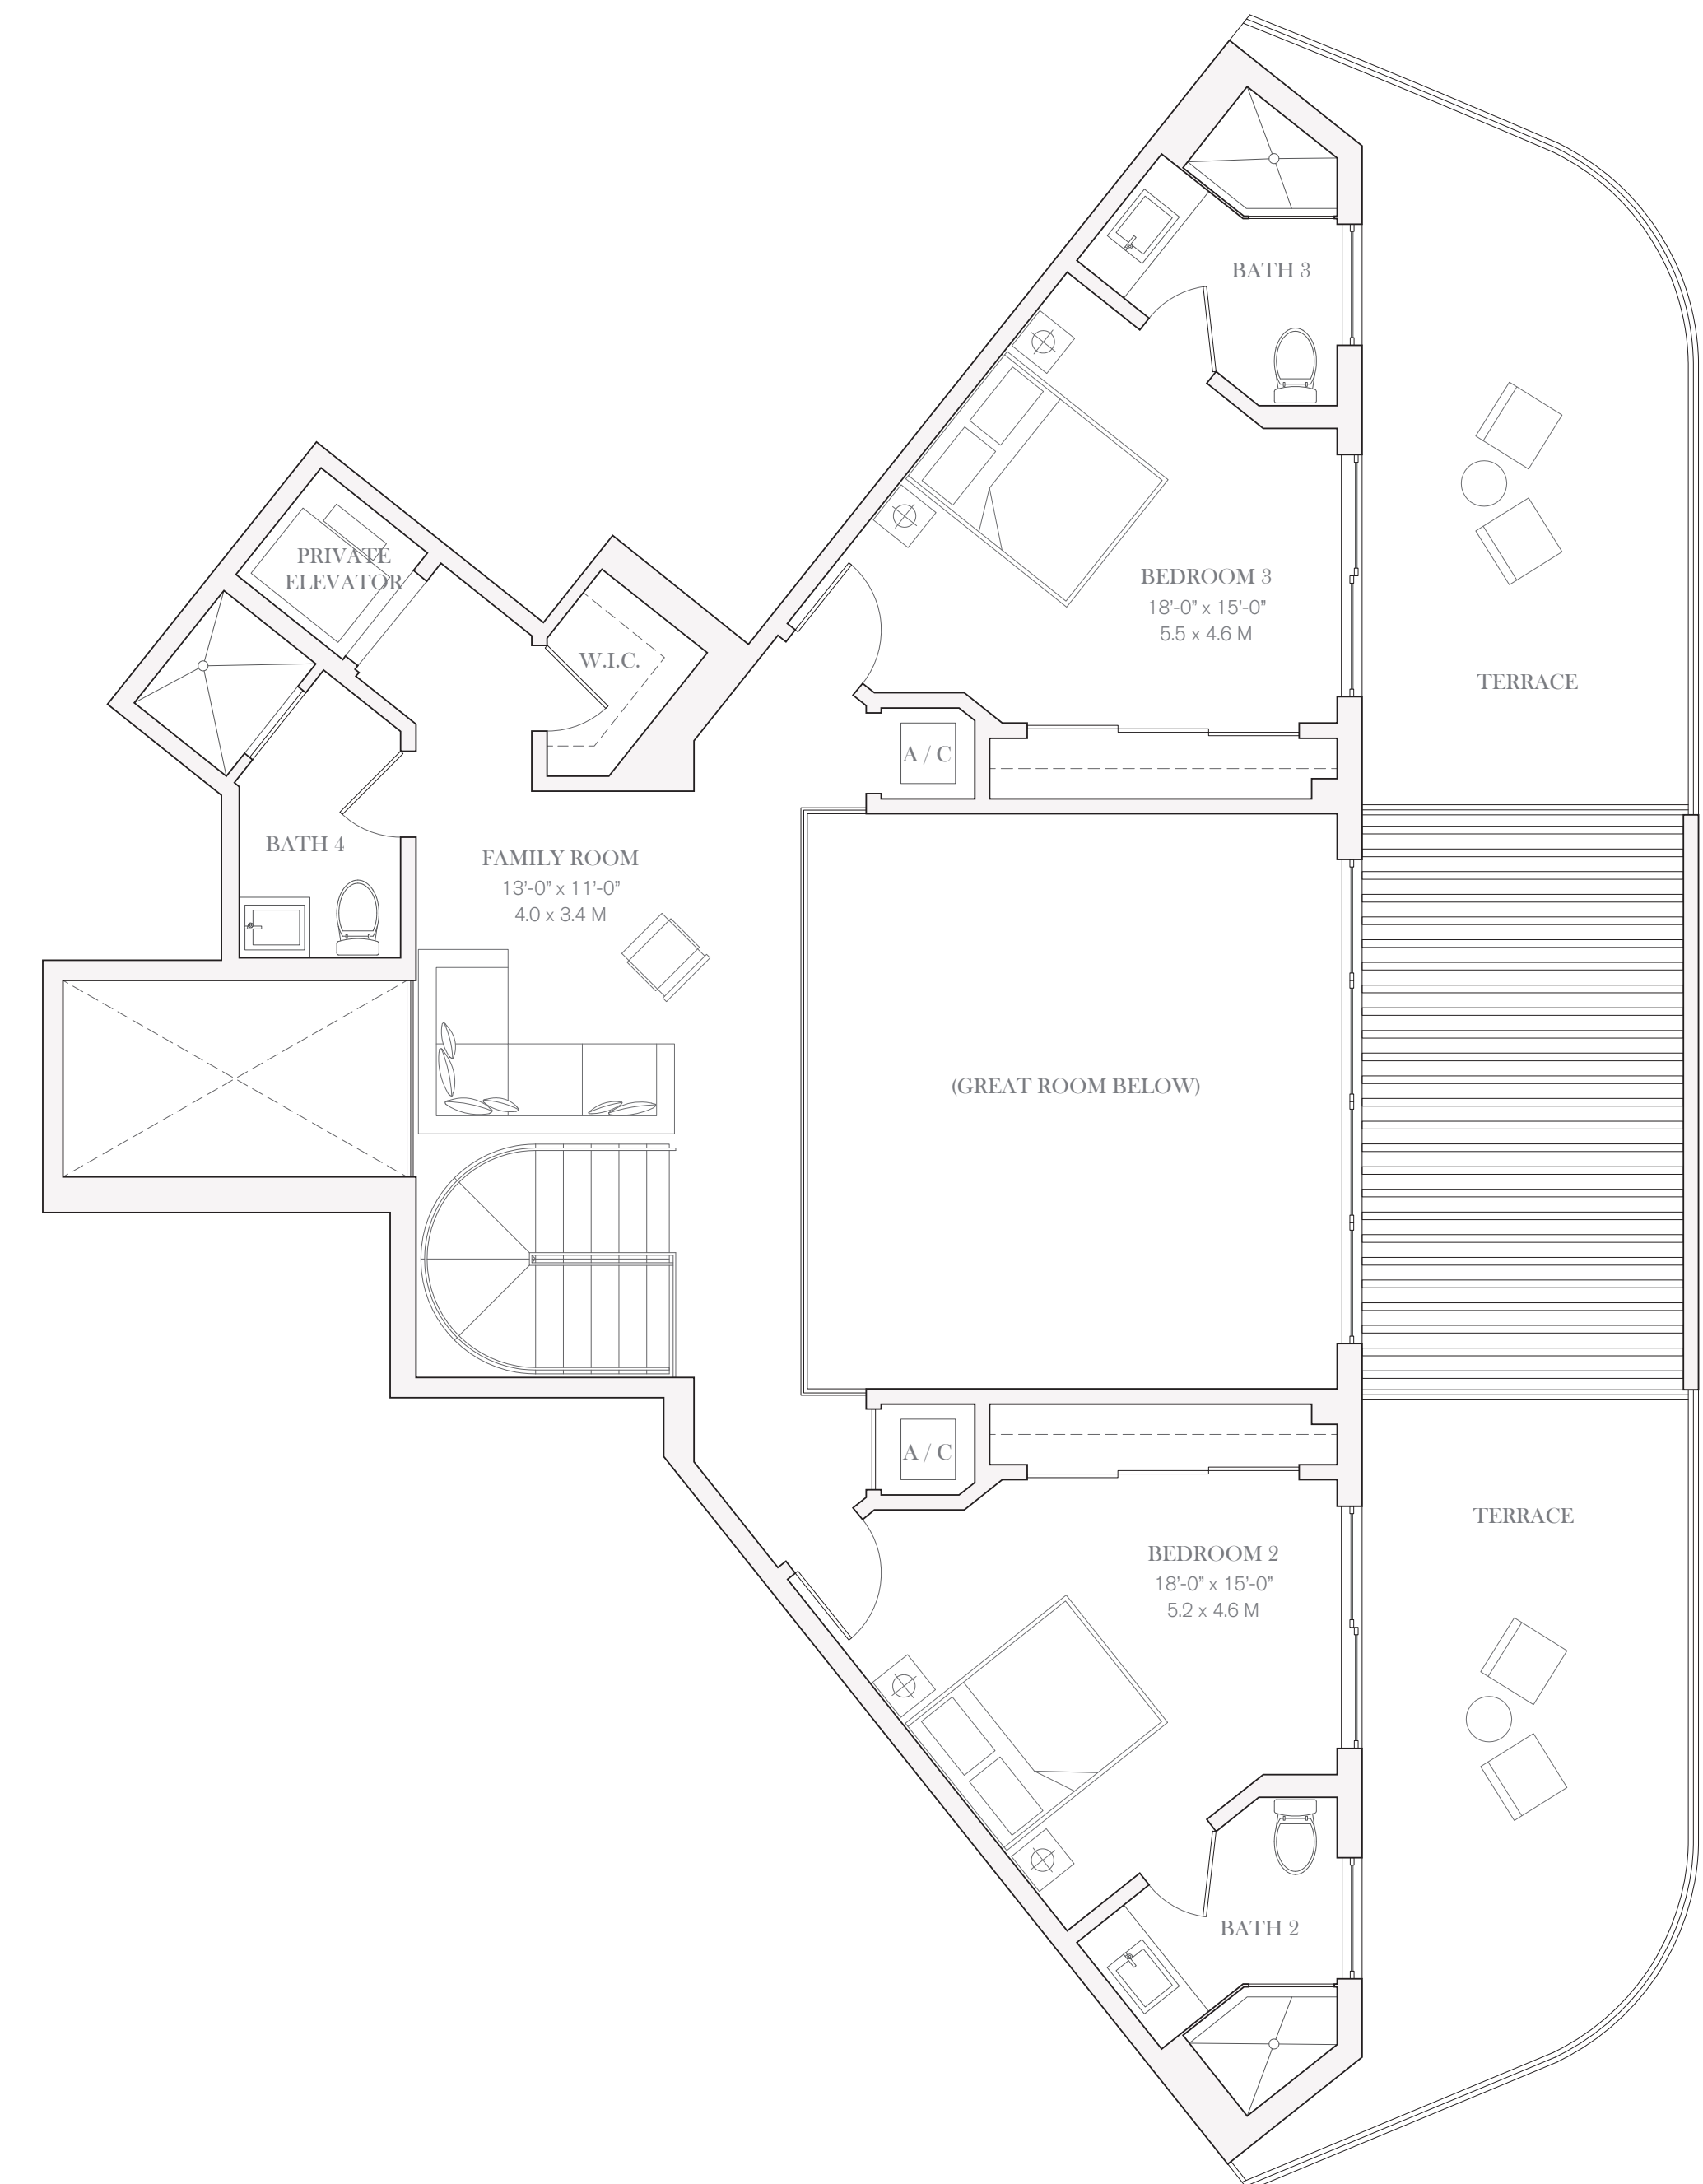 BATH 3
PRIVATE
ELEVATOR
W.I.C.
BEDROOM 3
18'-0" x 15'-0"
5.5 x 4.6 M
TERRACE
A / C
BATH 4
FAMILY ROOM
13'-0" x 11'-0"
4.0 x 3.4 M
(GREAT ROOM BELOW)
A / C
TERRACE
BEDROOM 2
18'-0" x 15'-0"
5.2 x 4.6 M
BATH 2